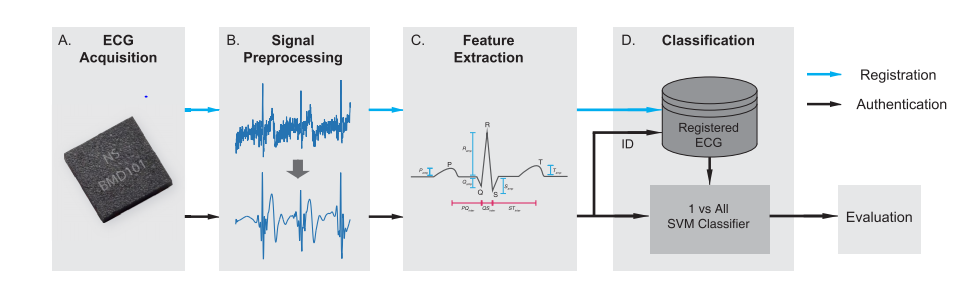 A.
ECG
Acquisition
NS
BMD101
B.
Signal
Preprocessing
C.
Feature
Extraction
R
P
T
Q
S
D.
Classification
Registered
ECG
ID
1 vs All
SVM Classifier
Evaluation
Registration
Authentication